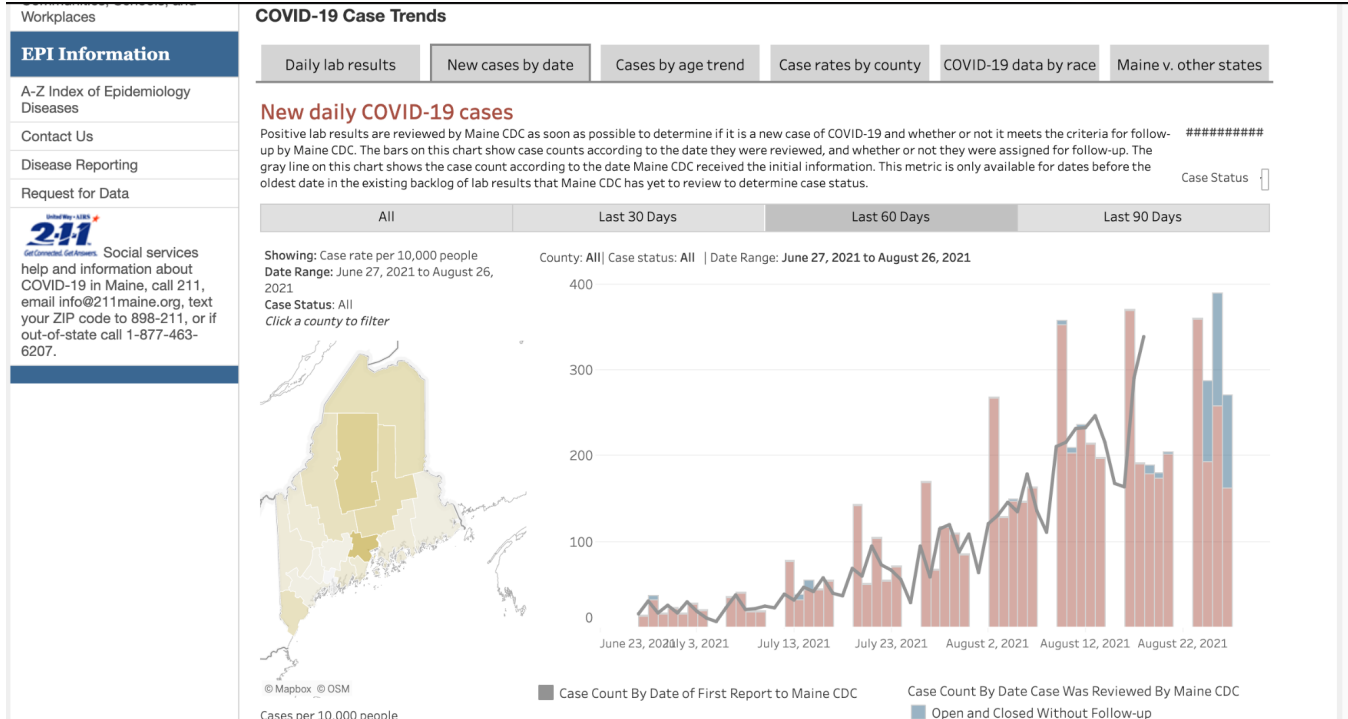 Workplaces
EPI Information
A-Z Index of Epidemiology
Diseases
Contact Us
Disease Reporting
Request for Data
United Way • AIRS
2-1-1
Get Connected. Get Answers. Social services
help and information about
COVID-19 in Maine, call 211,
email info@211maine.org, text
your ZIP code to 898-211, or if
out-of-state call 1-877-463-
6207.
COVID-19 Case Trends
Daily lab results
New cases by date
Cases by age trend
Case rates by county
COVID-19 data by race
Maine v. other states
New daily COVID-19 cases
Positive lab results are reviewed by Maine CDC as soon as possible to determine if it is a new case of COVID-19 and whether or not it meets the criteria for follow-
up by Maine CDC. The bars on this chart show case counts according to the date they were reviewed, and whether or not they were assigned for follow-up. The
gray line on this chart shows the case count according to the date Maine CDC received the initial information. This metric is only available for dates before the
oldest date in the existing backlog of lab results that Maine CDC has yet to review to determine case status.
##########
Case Status
All
Last 30 Days
Last 60 Days
Last 90 Days
Showing: Case rate per 10,000 people
Date Range: June 27, 2021 to August 26,
2021
Case Status: All
Click a county to filter
© Mapbox © OSM
Cases per 10,000 people
County: All| Case status: All | Date Range: June 27, 2021 to August 26, 2021
400
300
200
100
0
June 23, 2021
July 3, 2021
July 13, 2021
July 23, 2021
August 2, 2021
August 12, 2021
August 22, 2021
Case Count By Date of First Report to Maine CDC
Case Count By Date Case Was Reviewed By Maine CDC
Open and Closed Without Follow-up